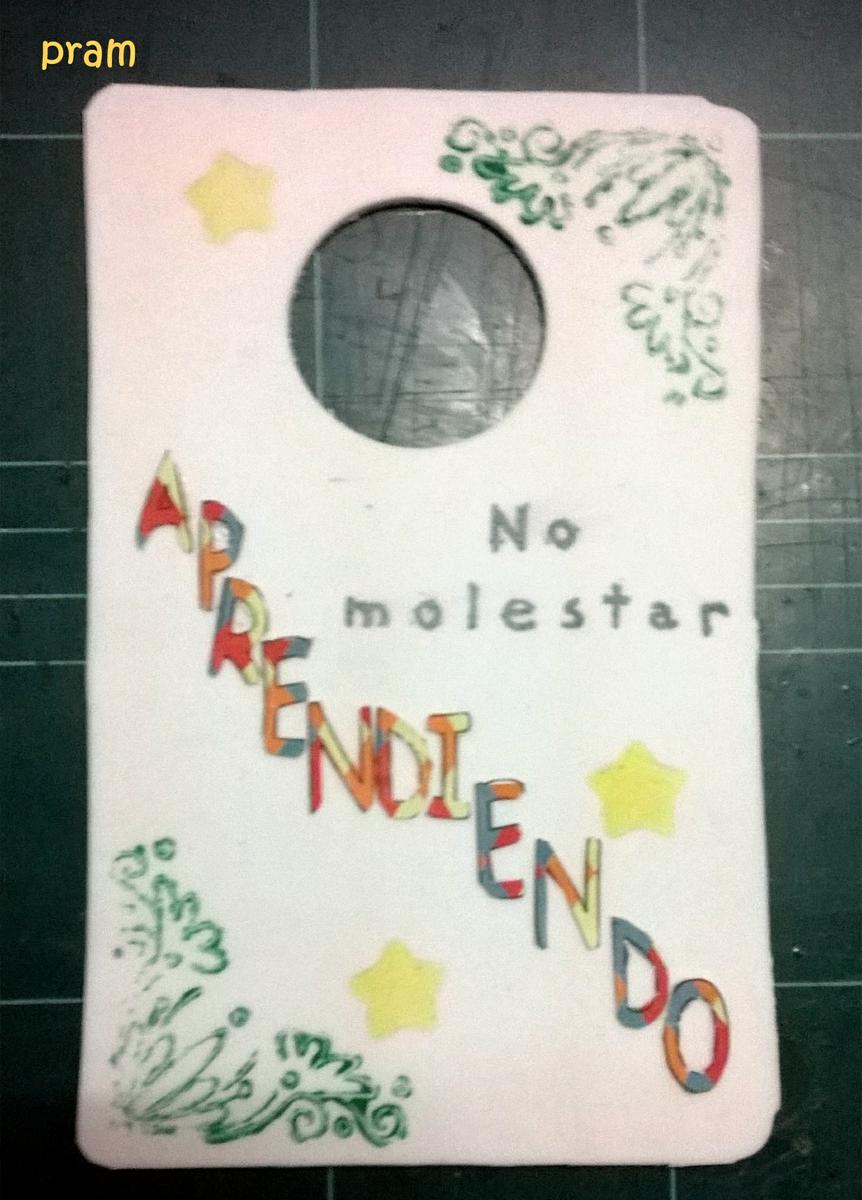 pram
No
molestar
APRENDIENDO